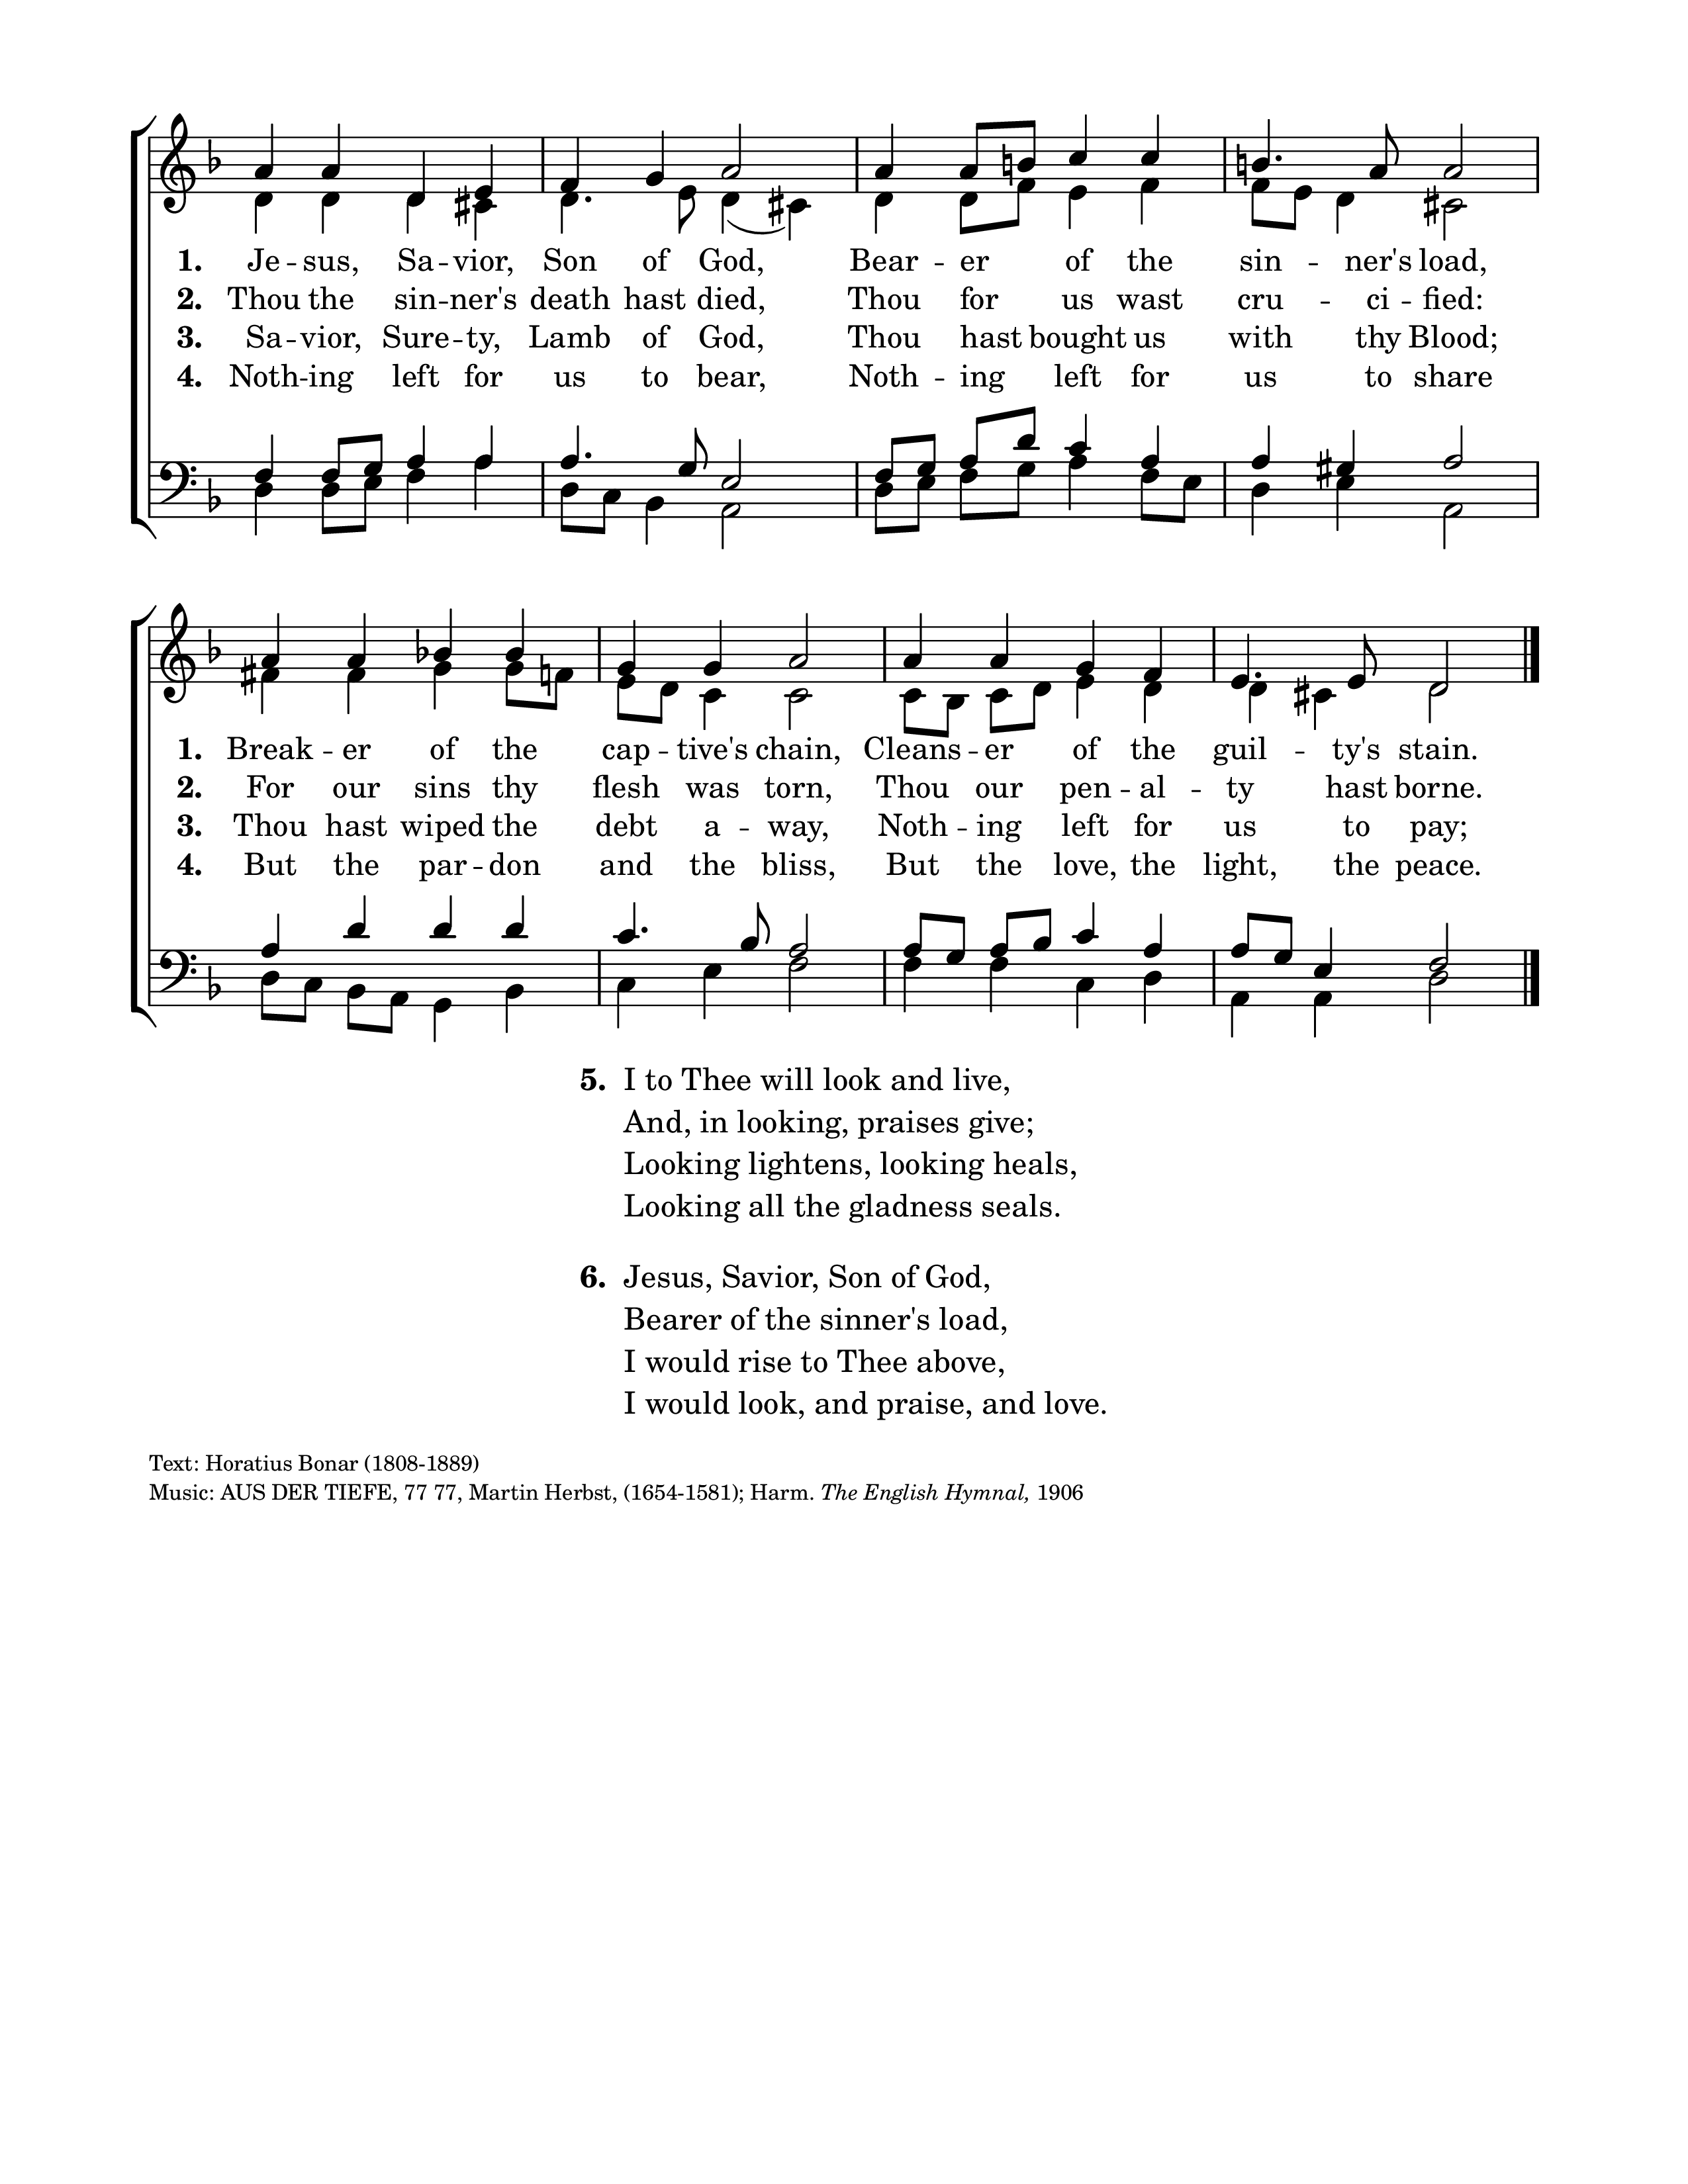 1. Je -- sus, Sa -- vior, Son of God, Bear -- er of the sin -- ner's load,
2. Thou the sin -- ner's death hast died, Thou for us wast cru -- ci -- fied:
3. Sa -- vior, Sure -- ty, Lamb of God, Thou hast bought us with thy Blood;
4. Noth -- ing left for us to bear, Noth -- ing left for us to share
1. Break -- er of the cap -- tive's chain, Cleans -- er of the guil -- ty's stain.
2. For our sins thy flesh was torn, Thou our pen -- al -- ty hast borne.
3. Thou hast wiped the debt a -- way, Noth -- ing left for us to pay;
4. But the par -- don and the bliss, But the love, the light, the peace.
5. I to Thee will look and live,
And, in looking, praises give;
Looking lightens, looking heals,
Looking all the gladness seals.
6. Jesus, Savior, Son of God,
Bearer of the sinner's load,
I would rise to Thee above,
I would look, and praise, and love.
Text: Horatius Bonar (1808-1889)
Music: AUS DER TIEFE, 77 77, Martin Herbst, (1654-1581); Harm. The English Hymnal, 1906